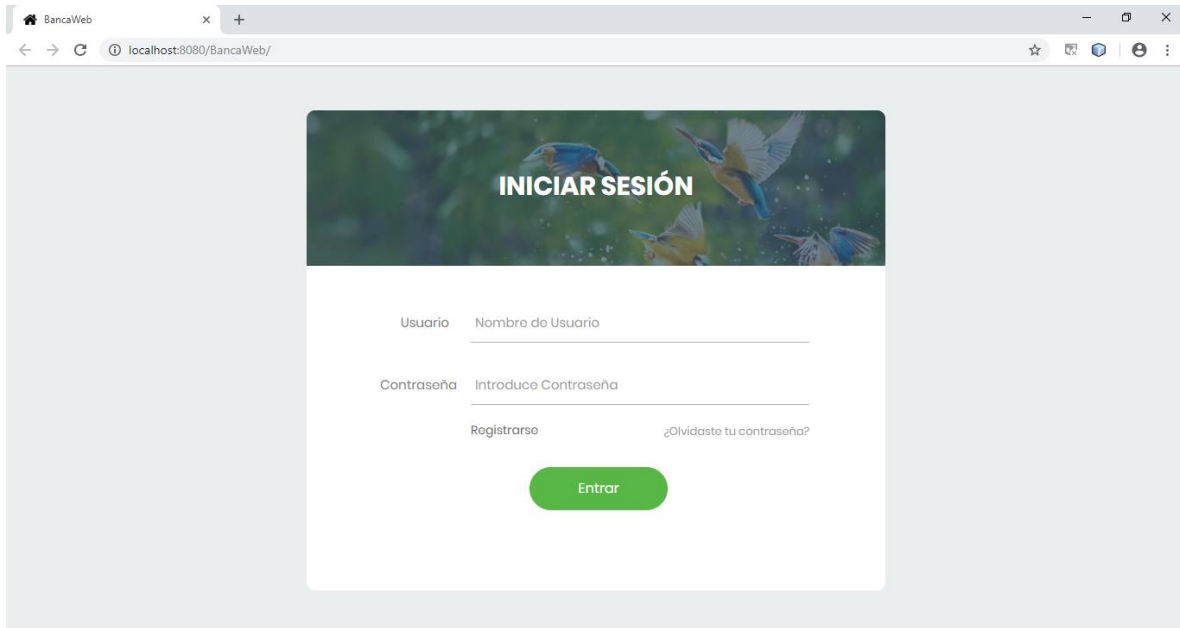 BancaWeb
localhost:8080/BancaWeb/
INICIAR SESIÓN
Usuario Nombre de Usuario
Contraseña Introduce Contraseña
Registrarse ¿Olvidaste tu contraseña?
Entrar